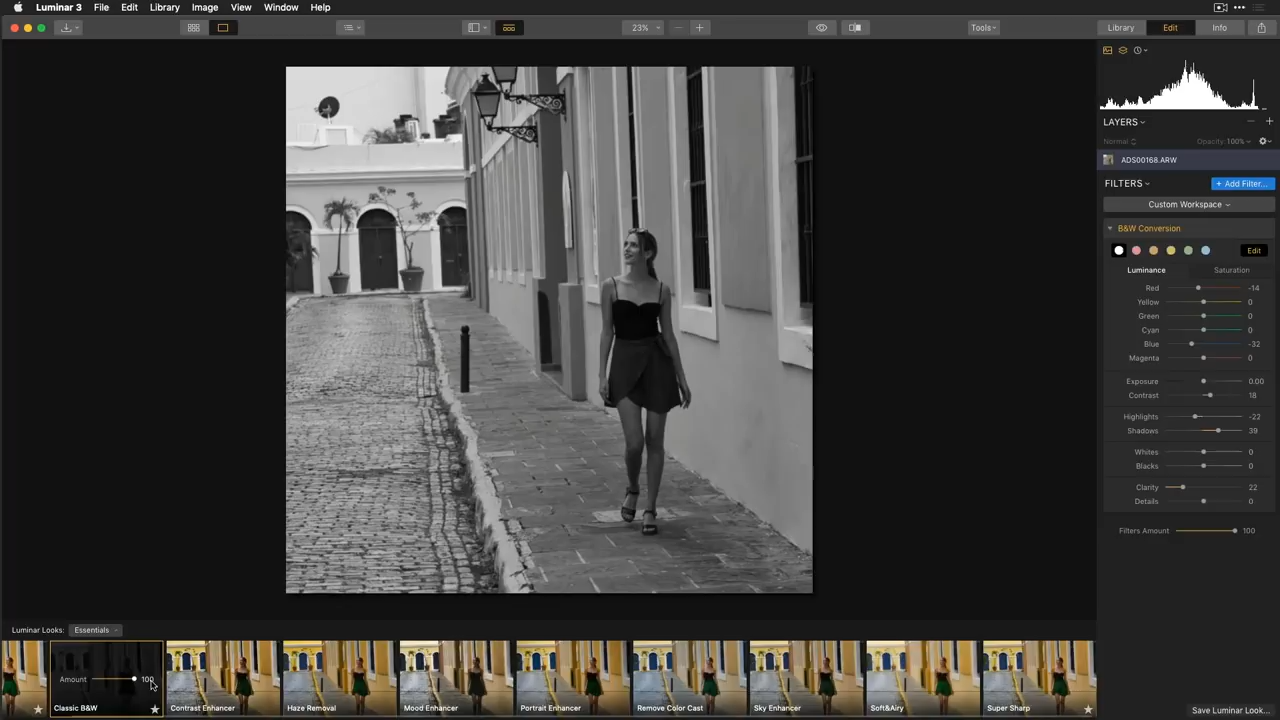 Luminar 3 File Edit Library Image View Window Help
23% Tools Library Edit Info
LAYERS
Normal Opacity: 100%
ADS00168.ARW
FILTERS + Add Filter...
Custom Workspace
B&W Conversion
Edit
Luminance Saturation
Red -14
Yellow 0
Green 0
Cyan 0
Blue -32
Magenta 0
Exposure 0.00
Contrast 18
Highlights -22
Shadows 39
Whites 0
Blacks 0
Clarity 22
Details 0
Filters Amount 100
Luminar Looks: Essentials
Amount 100
Classic B&W Contrast Enhancer Haze Removal Mood Enhancer Portrait Enhancer Remove Color Cast Sky Enhancer Soft&Airy Super Sharp
Save Luminar Look...